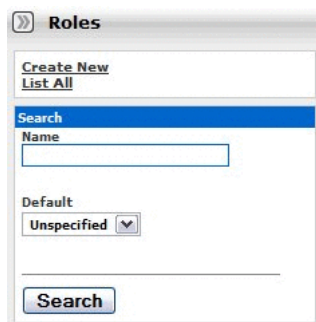 Roles
Create New
List All
Search
Name
Default
Unspecified
Search